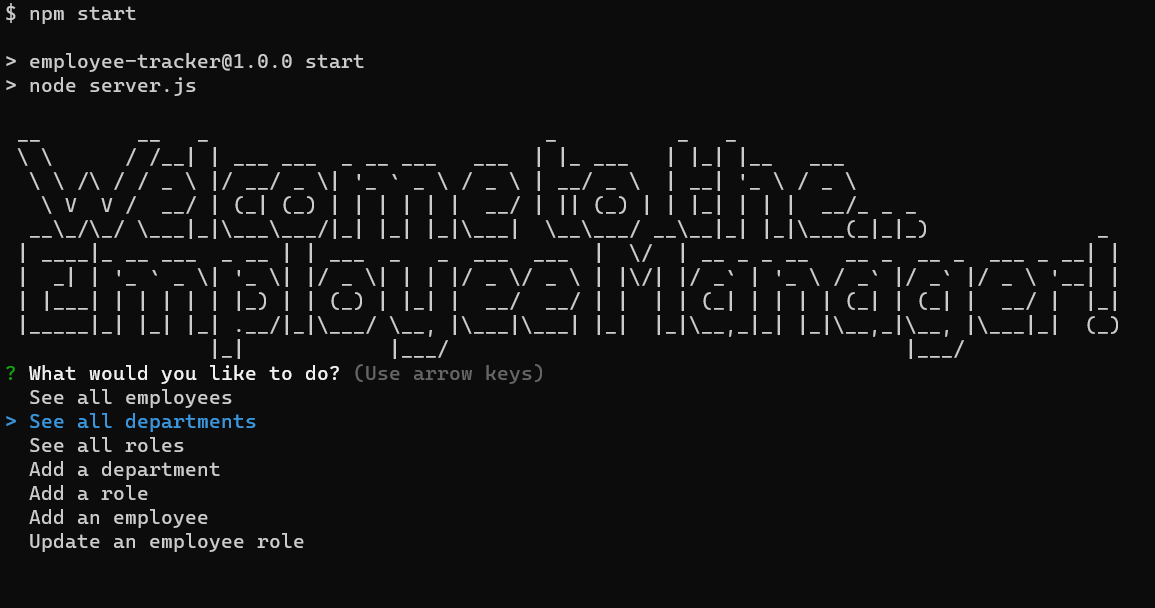 $ npm start
> employee-tracker@1.0.0 start
> node server.js
Welcome to the...
Employee Manager!
? What would you like to do? (Use arrow keys)
See all employees
> See all departments
See all roles
Add a department
Add a role
Add an employee
Update an employee role